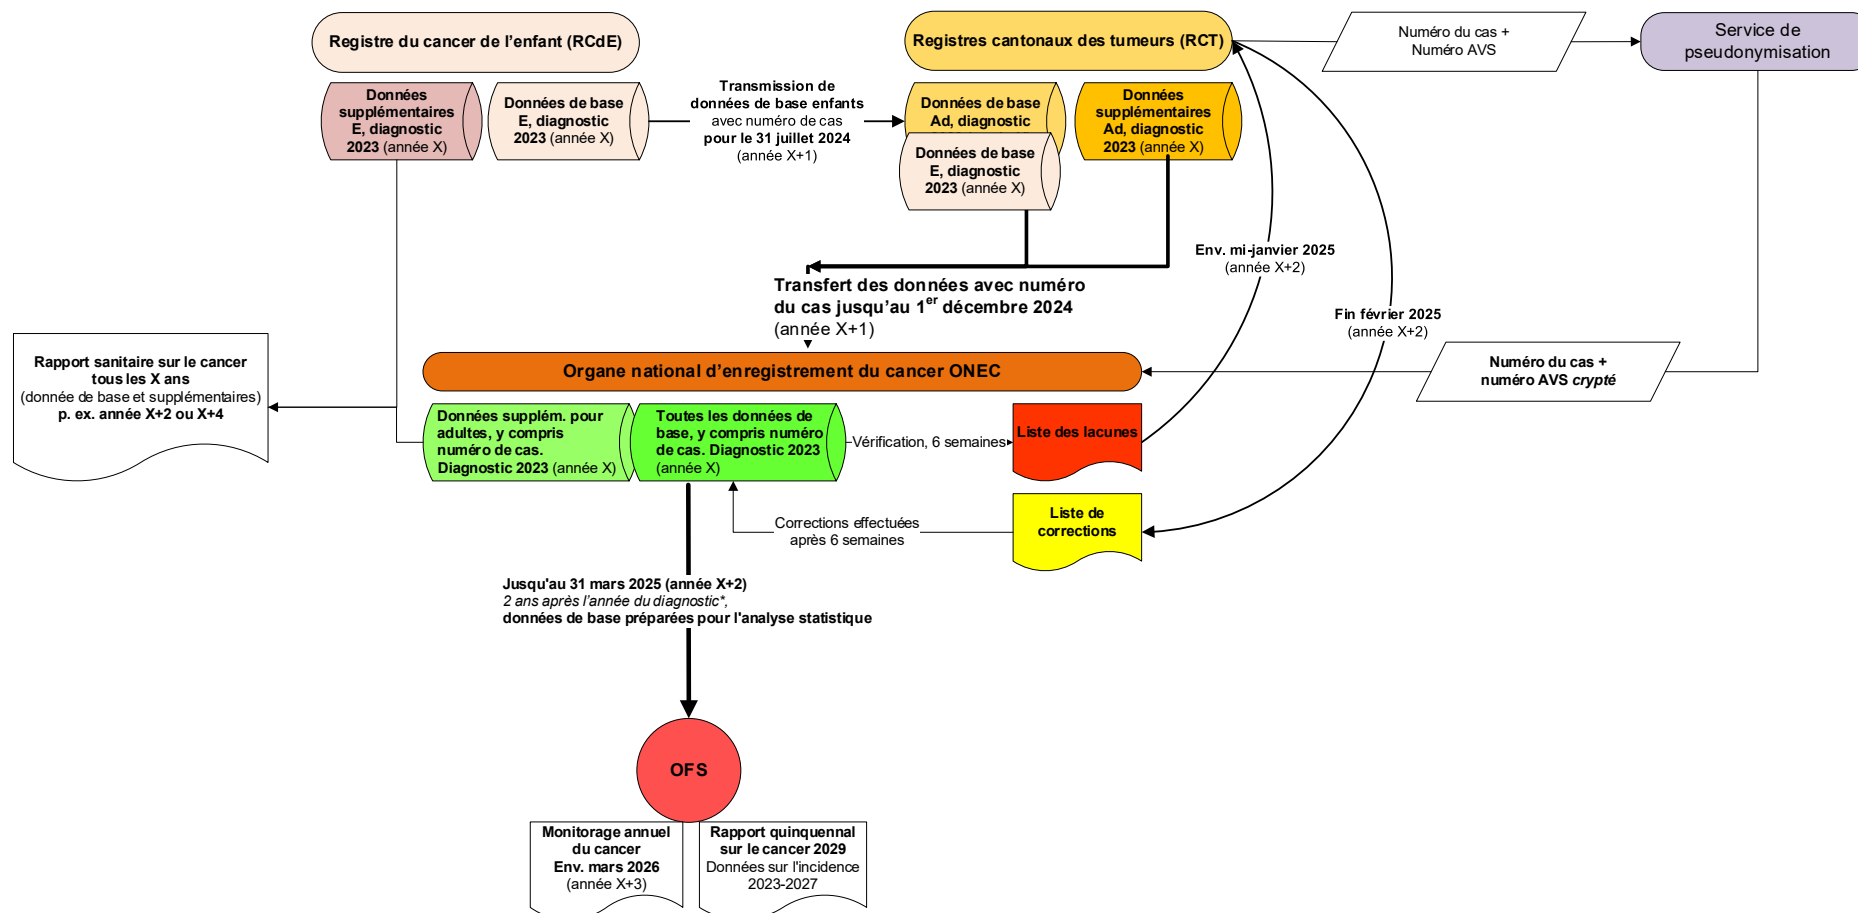 Registre du cancer de l’enfant (RCdE)
Registres cantonaux des tumeurs (RCT)
Numéro du cas +
Numéro AVS
Service de
pseudonymisation
Données
supplémentaires
E, diagnostic
2023 (année X)
Données de base
E, diagnostic
2023 (année X)
Transmission de
données de base enfants
avec numéro de cas
pour le 31 juillet 2024
(année X+1)
Données de base
Ad, diagnostic
Données de base
E, diagnostic
2023 (année X)
Données
supplémentaires
Ad, diagnostic
2023 (année X)
Env. mi-janvier 2025
(année X+2)
Transfert des données avec numéro
du cas jusqu’au 1er décembre 2024
(année X+1)
Fin février 2025
(année X+2)
Rapport sanitaire sur le cancer
tous les X ans
(donnée de base et supplémentaires)
p. ex. année X+2 ou X+4
Organe national d’enregistrement du cancer ONEC
Numéro du cas +
numéro AVS crypté
Données supplém. pour
adultes, y compris
numéro de cas.
Diagnostic 2023 (année X)
Toutes les données de
base, y compris numéro
de cas. Diagnostic 2023
(année X)
Vérification, 6 semaines
Liste des lacunes
Corrections effectuées
après 6 semaines
Liste de
corrections
Jusqu'au 31 mars 2025 (année X+2)
2 ans après l’année du diagnostic*,
données de base préparées pour l'analyse statistique
OFS
Monitorage annuel
du cancer
Env. mars 2026
(année X+3)
Rapport quinquennal
sur le cancer 2029
Données sur l'incidence
2023-2027